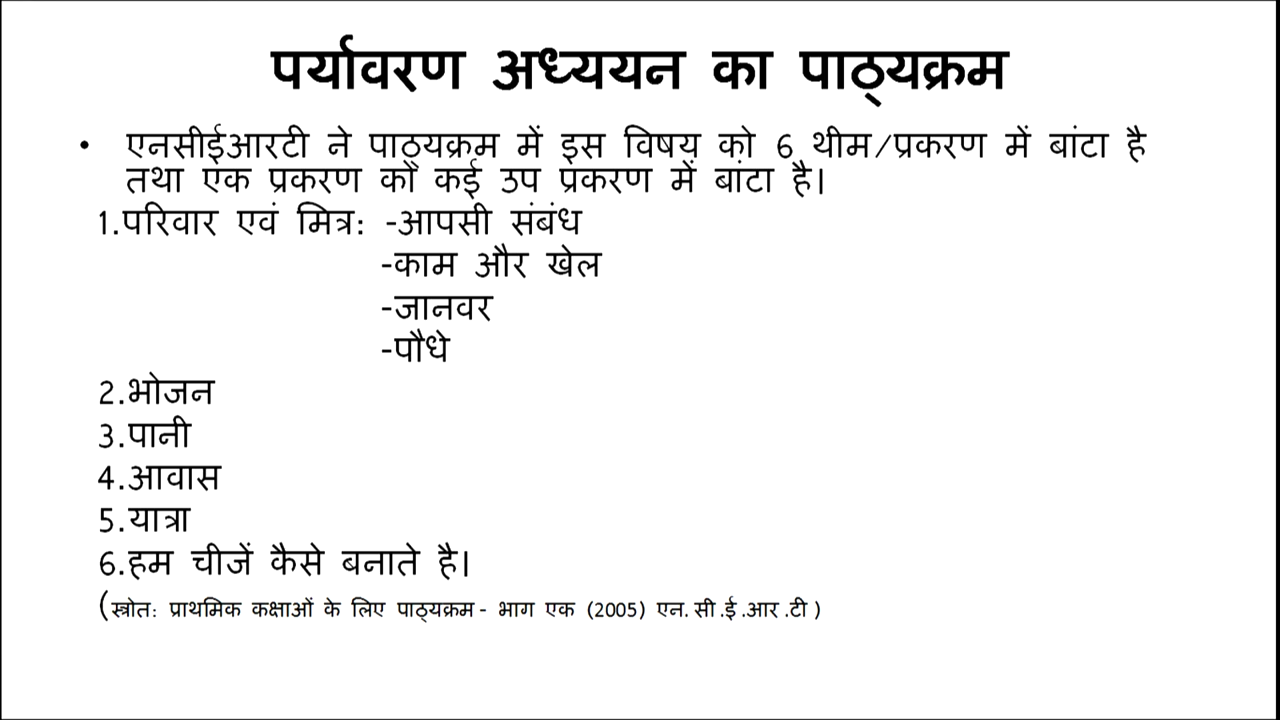 पर्यावरण अध्ययन का पाठ्यक्रम
• एनसीईआरटी ने पाठ्यक्रम में इस विषय को 6 थीम/प्रकरण में बांटा है
तथा एक प्रकरण को कई उप प्रकरण में बांटा है।
1.परिवार एवं मित्र: -आपसी संबंध
-काम और खेल
-जानवर
-पौधे
2.भोजन
3.पानी
4.आवास
5.यात्रा
6.हम चीजें कैसे बनाते है।
(स्त्रोत: प्राथमिक कक्षाओं के लिए पाठ्यक्रम- भाग एक (2005) एन.सी.ई.आर.टी)